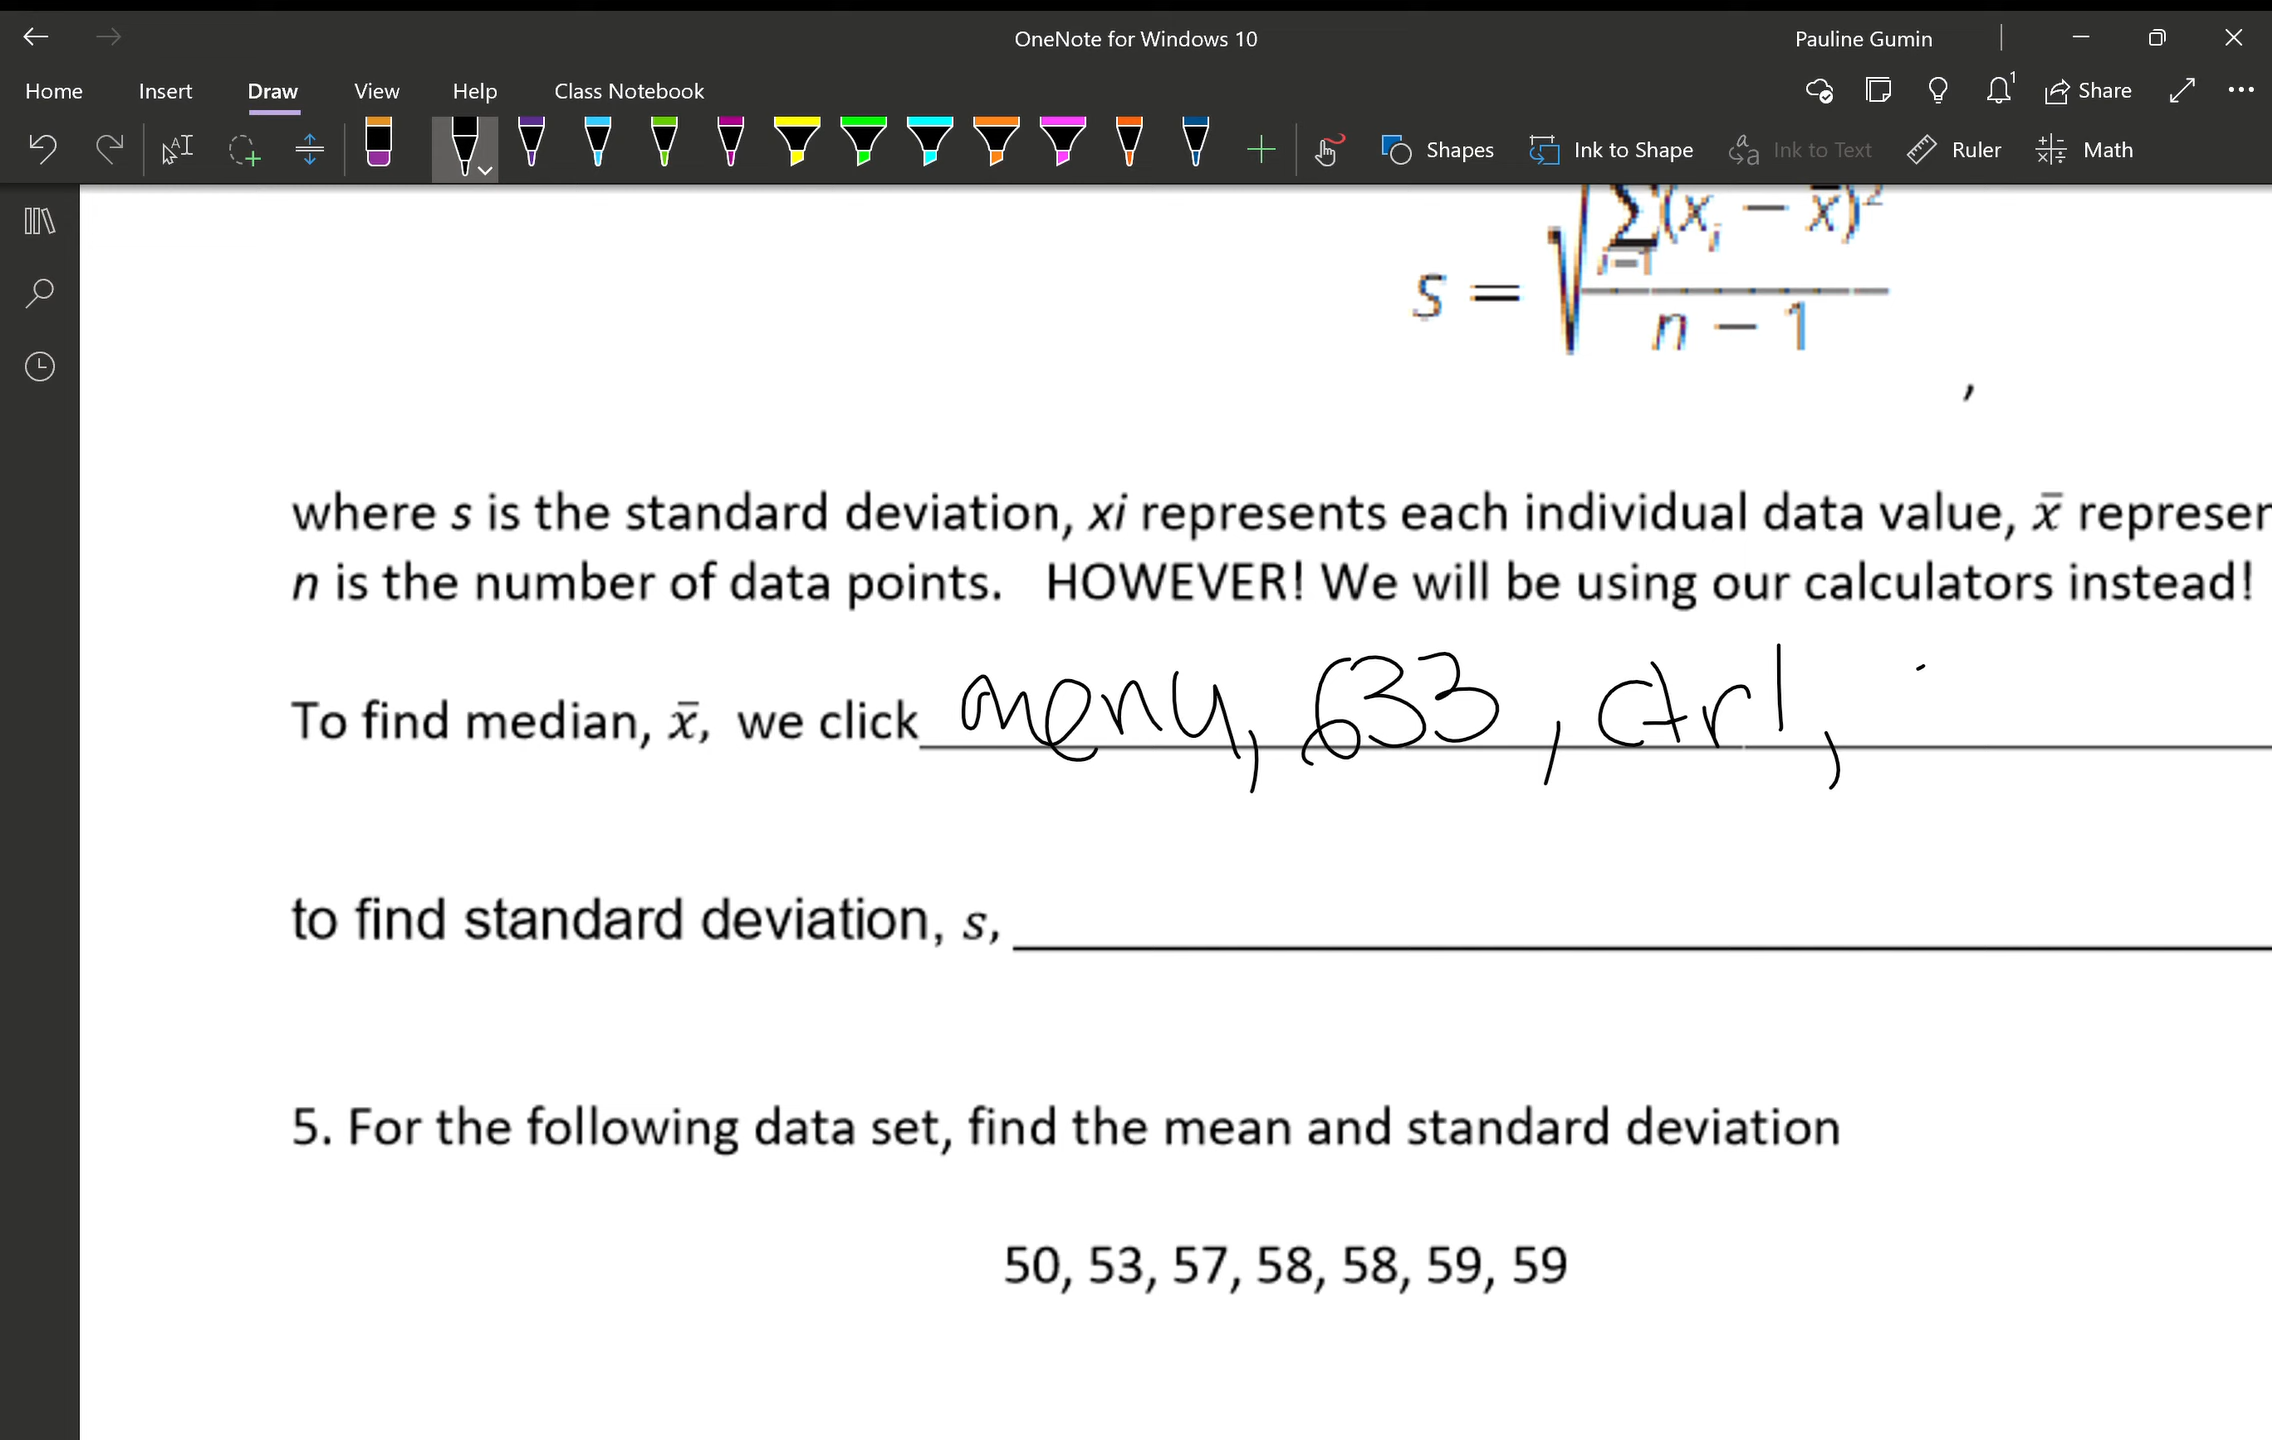 OneNote for Windows 10
Pauline Gumin
Home Insert Draw View Help Class Notebook
1 Share
Shapes Ink to Shape Ink to Text Ruler Math
s = √ ∑ i=1 (x_i − x̄)² / n − 1 ,
where s is the standard deviation, xi represents each individual data value, x̄ represen
n is the number of data points. HOWEVER! We will be using our calculators instead!
To find median, x̄, we click menu, 633, ctrl,
to find standard deviation, s,
5. For the following data set, find the mean and standard deviation
50, 53, 57, 58, 58, 59, 59